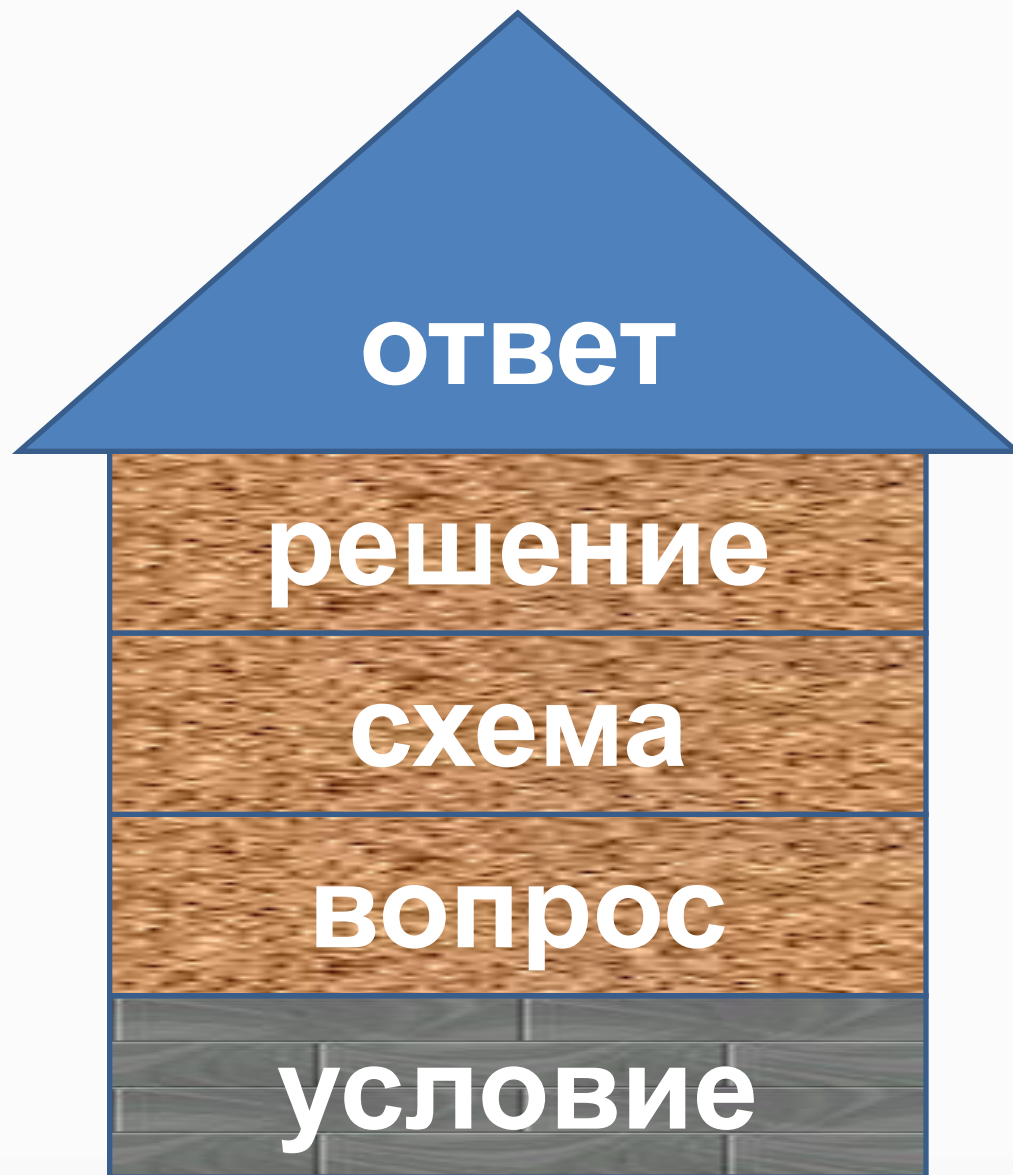 ответ
решение
схема
вопрос
условие